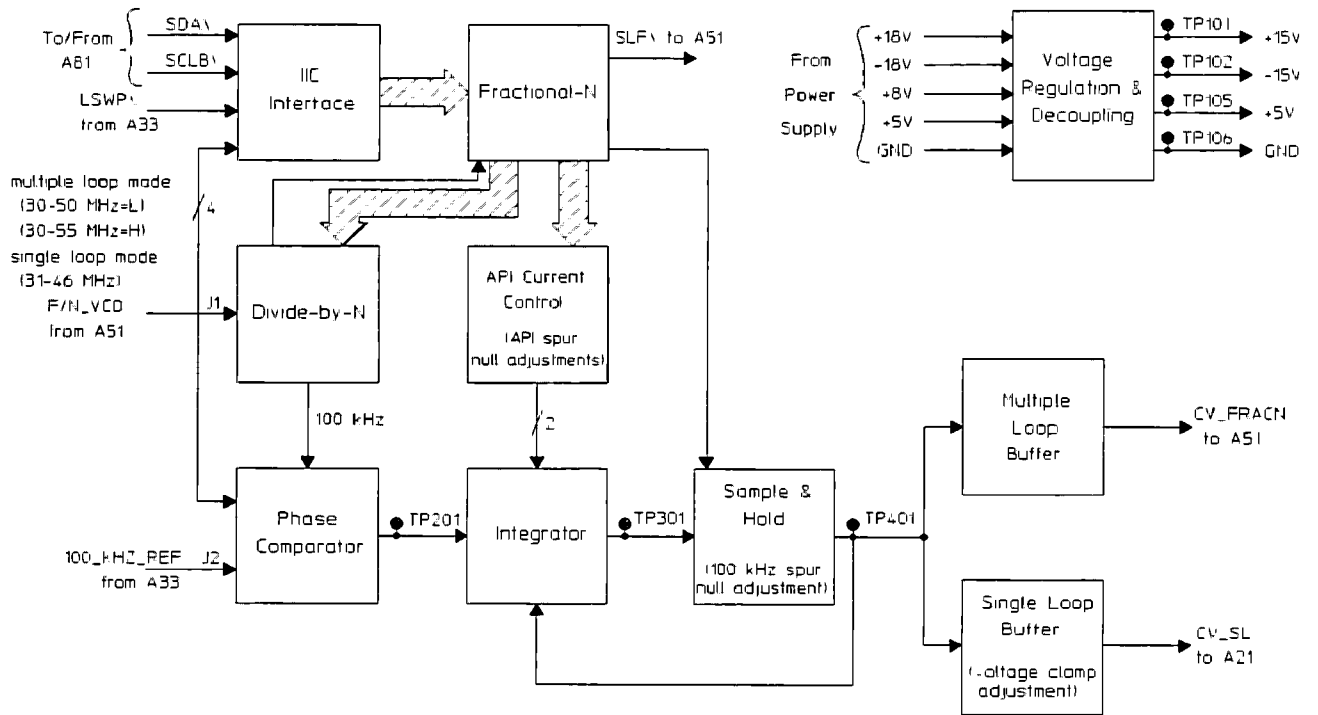 To/From
A81
SDA\
SCLB\
LSWP\
from A33
IIC
Interface
Fractional-N
SLF\ to A51
From
Power
Supply
+18V
-18V
+8V
+5V
GND
Voltage
Regulation &
Decoupling
TP101
+15V
TP102
-15V
TP105
+5V
TP106
GND
multiple loop mode
(30-50 MHz=L)
(30-55 MHz=H)
single loop mode
(31-46 MHz)
4
F/N_VCO
from A51
J1
Divide-by-N
API Current
Control
(API spur
null adjustments)
100 kHz
2
Phase
Comparator
100_kHZ_REF
from A33
J2
TP201
Integrator
TP301
Sample &
Hold
(100 kHz spur
null adjustment)
TP401
Multiple
Loop
Buffer
CV_FRACN
to A51
Single Loop
Buffer
(-voltage clamp
adjustment)
CV_SL
to A21